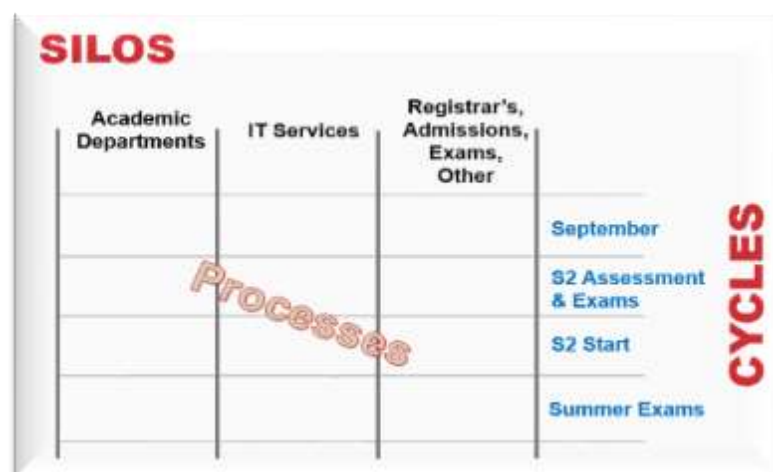 SILOS
Academic
Departments
IT Services
Registrar's,
Admissions,
Exams,
Other
September
S2 Assessment
& Exams
S2 Start
Summer Exams
Processes
CYCLES